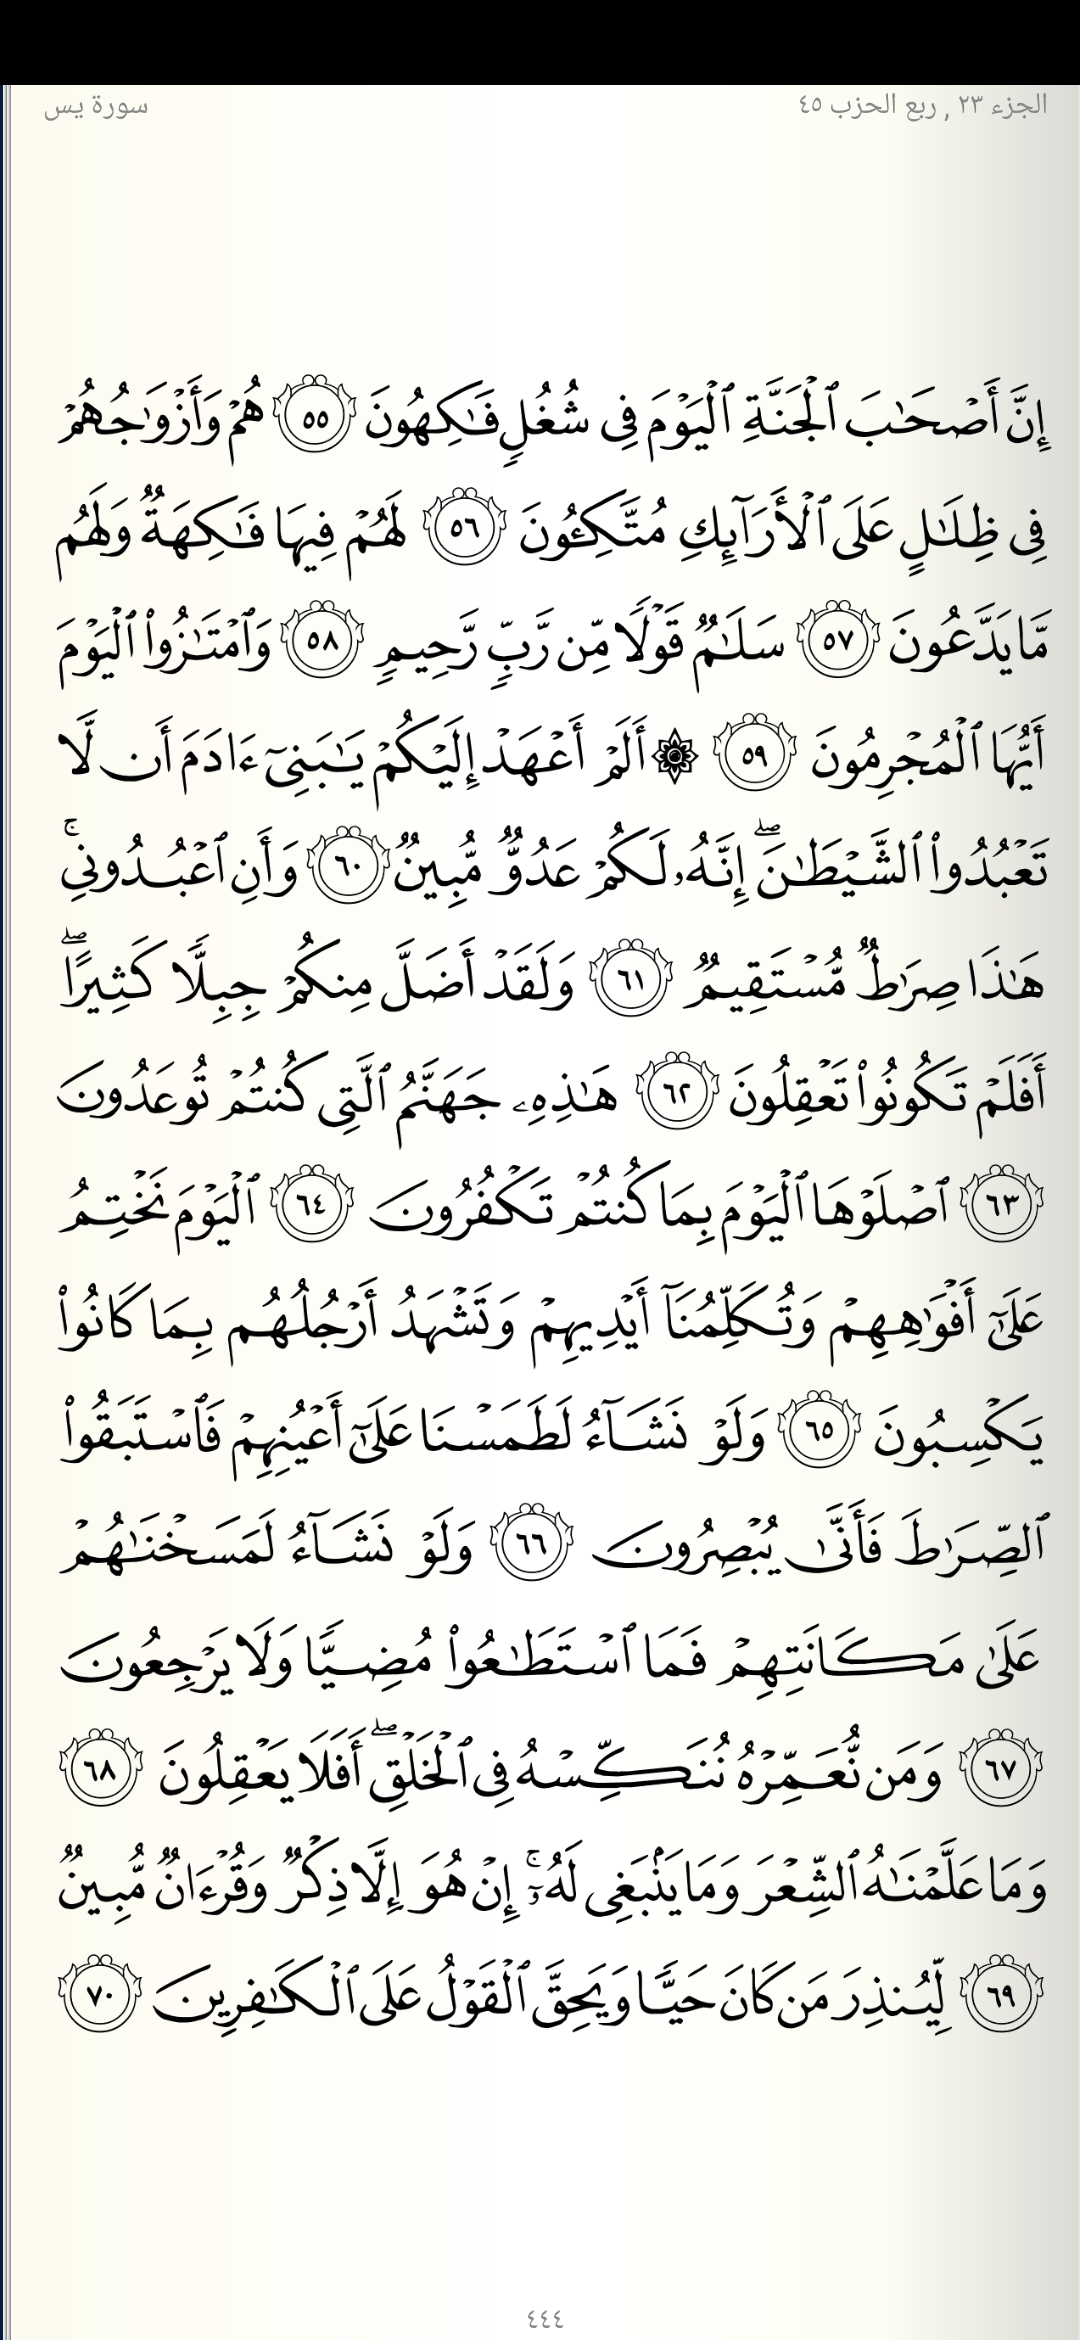 الجزء ٢٣ , ربع الحزب ٤٥
سورة يس
إِنَّ أَصْحَٰبَ ٱلْجَنَّةِ ٱلْيَوْمَ فِى شُغُلٍ فَٰكِهُونَ ٥٥ هُمْ وَأَزْوَٰجُهُمْ
فِى ظِلَٰلٍ عَلَى ٱلْأَرَآئِكِ مُتَّكِـُٔونَ ٥٦ لَهُمْ فِيهَا فَٰكِهَةٌ وَلَهُم
مَّا يَدَّعُونَ ٥٧ سَلَٰمٌ قَوْلًا مِّن رَّبٍّ رَّحِيمٍ ٥٨ وَٱمْتَٰزُوا۟ ٱلْيَوْمَ
أَيُّهَا ٱلْمُجْرِمُونَ ٥٩ ۞ أَلَمْ أَعْهَدْ إِلَيْكُمْ يَٰبَنِىٓ ءَادَمَ أَن لَّا
تَعْبُدُوا۟ ٱلشَّيْطَٰنَ ۖ إِنَّهُۥ لَكُمْ عَدُوٌّ مُّبِينٌ ٦٠ وَأَنِ ٱعْبُدُونِى ۚ
هَٰذَا صِرَٰطٌ مُّسْتَقِيمٌ ٦١ وَلَقَدْ أَضَلَّ مِنكُمْ جِبِلًّا كَثِيرًا ۖ
أَفَلَمْ تَكُونُوا۟ تَعْقِلُونَ ٦٢ هَٰذِهِۦ جَهَنَّمُ ٱلَّتِى كُنتُمْ تُوعَدُونَ
٦٣ ٱصْلَوْهَا ٱلْيَوْمَ بِمَا كُنتُمْ تَكْفُرُونَ ٦٤ ٱلْيَوْمَ نَخْتِمُ
عَلَىٰٓ أَفْوَٰهِهِمْ وَتُكَلِّمُنَآ أَيْدِيهِمْ وَتَشْهَدُ أَرْجُلُهُم بِمَا كَانُوا۟
يَكْسِبُونَ ٦٥ وَلَوْ نَشَآءُ لَطَمَسْنَا عَلَىٰٓ أَعْيُنِهِمْ فَٱسْتَبَقُوا۟
ٱلصِّرَٰطَ فَأَنَّىٰ يُبْصِرُونَ ٦٦ وَلَوْ نَشَآءُ لَمَسَخْنَٰهُمْ
عَلَىٰ مَكَانَتِهِمْ فَمَا ٱسْتَطَٰعُوا۟ مُضِيًّا وَلَا يَرْجِعُونَ
٦٧ وَمَن نُّعَمِّرْهُ نُنَكِّسْهُ فِى ٱلْخَلْقِ ۖ أَفَلَا يَعْقِلُونَ ٦٨
وَمَا عَلَّمْنَٰهُ ٱلشِّعْرَ وَمَا يَنۢبَغِى لَهُۥٓ ۚ إِنْ هُوَ إِلَّا ذِكْرٌ وَقُرْءَانٌ مُّبِينٌ
٦٩ لِّيُنذِرَ مَن كَانَ حَيًّا وَيَحِقَّ ٱلْقَوْلُ عَلَى ٱلْكَٰفِرِينَ ٧٠
٤٤٤